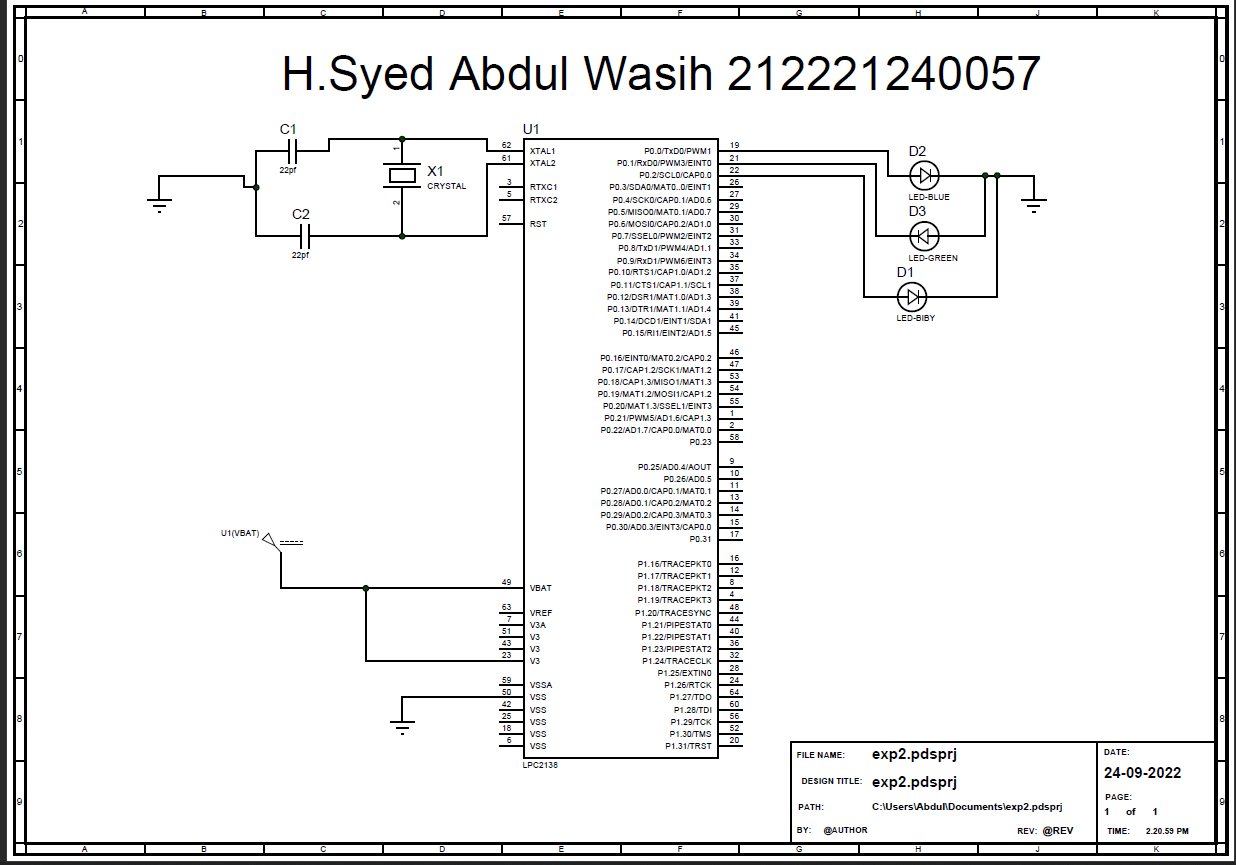 A B C D E F G H J K
H.Syed Abdul Wasih 212221240057
C1
22pf
C2
22pf
1
X1
CRYSTAL
2
U1
62 XTAL1
61 XTAL2
3 RTXC1
5 RTXC2
57 RST
49 VBAT
63 VREF
7 V3A
51 V3
43 V3
23 V3
59 VSSA
50 VSS
42 VSS
25 VSS
18 VSS
6 VSS
P0.0/TxD0/PWM1 19
P0.1/RxD0/PWM3/EINT0 21
P0.2/SCL0/CAP0.0 22
P0.3/SDA0/MAT0..0/EINT1 26
P0.4/SCK0/CAP0.1/AD0.6 27
P0.5/MISO0/MAT0.1/AD0.7 29
P0.6/MOSI0/CAP0.2/AD1.0 30
P0.7/SSEL0/PWM2/EINT2 31
P0.8/TxD1/PWM4/AD1.1 33
P0.9/RxD1/PWM6/EINT3 34
P0.10/RTS1/CAP1.0/AD1.2 35
P0.11/CTS1/CAP1.1/SCL1 37
P0.12/DSR1/MAT1.0/AD1.3 38
P0.13/DTR1/MAT1.1/AD1.4 39
P0.14/DCD1/EINT1/SDA1 41
P0.15/RI1/EINT2/AD1.5 45
P0.16/EINT0/MAT0.2/CAP0.2 46
P0.17/CAP1.2/SCK1/MAT1.2 47
P0.18/CAP1.3/MISO1/MAT1.3 53
P0.19/MAT1.2/MOSI1/CAP1.2 54
P0.20/MAT1.3/SSEL1/EINT3 55
P0.21/PWM5/AD1.6/CAP1.3 1
P0.22/AD1.7/CAP0.0/MAT0.0 2
P0.23 58
P0.25/AD0.4/AOUT 9
P0.26/AD0.5 10
P0.27/AD0.0/CAP0.1/MAT0.1 11
P0.28/AD0.1/CAP0.2/MAT0.2 13
P0.29/AD0.2/CAP0.3/MAT0.3 14
P0.30/AD0.3/EINT3/CAP0.0 15
P0.31 17
P1.16/TRACEPKT0 16
P1.17/TRACEPKT1 12
P1.18/TRACEPKT2 8
P1.19/TRACEPKT3 4
P1.20/TRACESYNC 48
P1.21/PIPESTAT0 44
P1.22/PIPESTAT1 40
P1.23/PIPESTAT2 36
P1.24/TRACECLK 32
P1.25/EXTIN0 28
P1.26/RTCK 24
P1.27/TDO 64
P1.28/TDI 60
P1.29/TCK 56
P1.30/TMS 52
P1.31/TRST 20
LPC2138
D2
LED-BLUE
D3
LED-GREEN
D1
LED-BIBY
U1(VBAT)
0 0
1 1
2 2
3 3
4 4
5 5
6 6
7 7
8 8
9 9
FILE NAME: exp2.pdsprj
DESIGN TITLE: exp2.pdsprj
PATH: C:\Users\Abdul\Documents\exp2.pdsprj
BY: @AUTHOR REV: @REV
DATE:
24-09-2022
PAGE:
1 of 1
TIME: 2.20.59 PM
A B C D E F G H J K